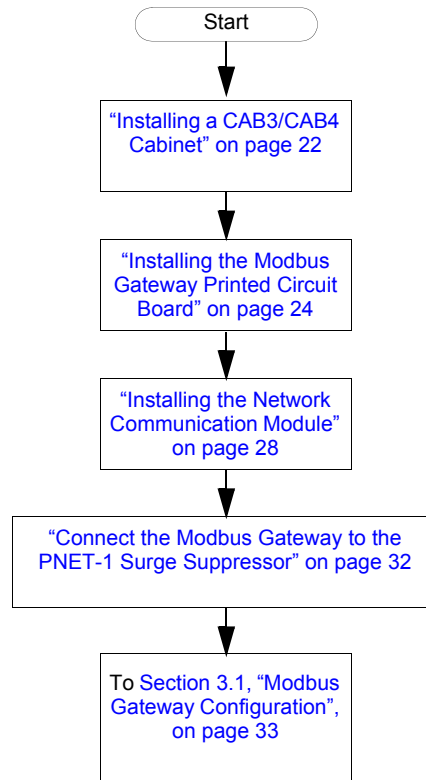 Start
“Installing a CAB3/CAB4
Cabinet” on page 22
“Installing the Modbus
Gateway Printed Circuit
Board” on page 24
“Installing the Network
Communication Module”
on page 28
“Connect the Modbus Gateway to the
PNET-1 Surge Suppressor” on page 32
To Section 3.1, “Modbus
Gateway Configuration”,
on page 33